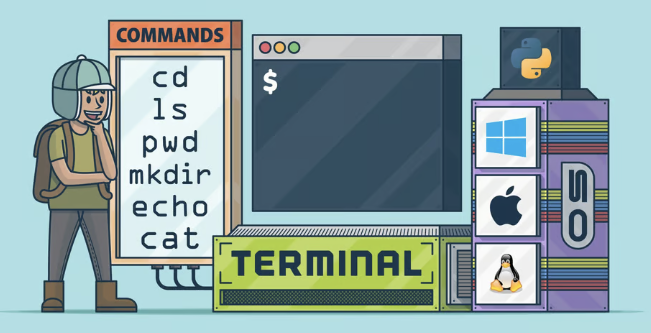 COMMANDS
cd
ls
pwd
mkdir
echo
cat
$
TERMINAL
OS